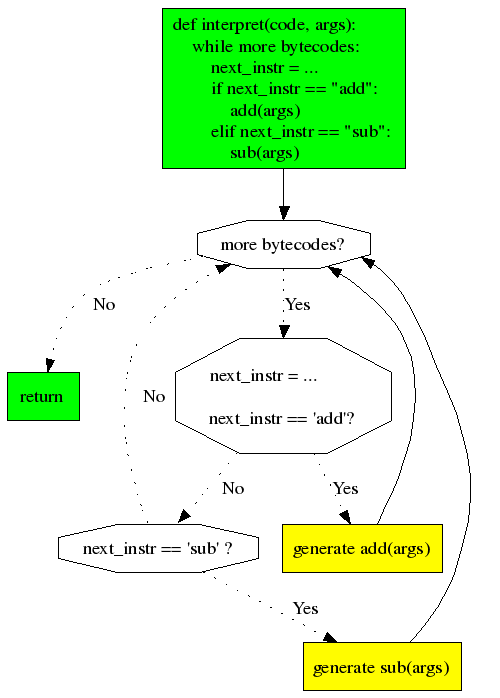 def interpret(code, args):
while more bytecodes:
next_instr = ...
if next_instr == "add":
add(args)
elif next_instr == "sub":
sub(args)
more bytecodes?
No
Yes
return
next_instr = ...
next_instr == 'add'?
No
No
Yes
next_instr == 'sub' ?
generate add(args)
Yes
generate sub(args)